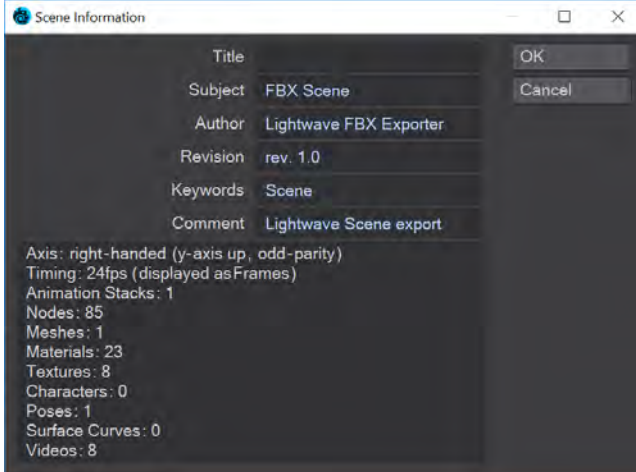 Scene Information
Title
OK
Subject FBX Scene
Cancel
Author Lightwave FBX Exporter
Revision rev. 1.0
Keywords Scene
Comment Lightwave Scene export
Axis: right-handed (y-axis up, odd-parity)
Timing: 24fps (displayed asFrames)
Animation Stacks: 1
Nodes: 85
Meshes: 1
Materials: 23
Textures: 8
Characters: 0
Poses: 1
Surface Curves: 0
Videos: 8